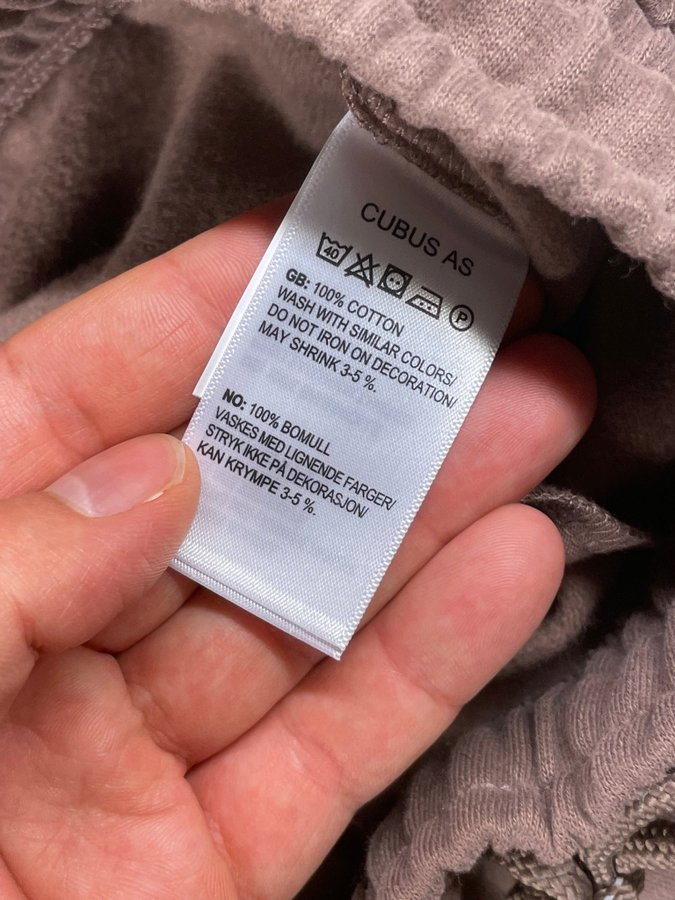 CUBUS AS
40 P
GB: 100% COTTON
WASH WITH SIMILAR COLORS/
DO NOT IRON ON DECORATION/
MAY SHRINK 3-5 %.
NO: 100% BOMULL
VASKES MED LIGNENDE FARGER/
STRYK IKKE PÅ DEKORASJON/
KAN KRYMPE 3-5 %.